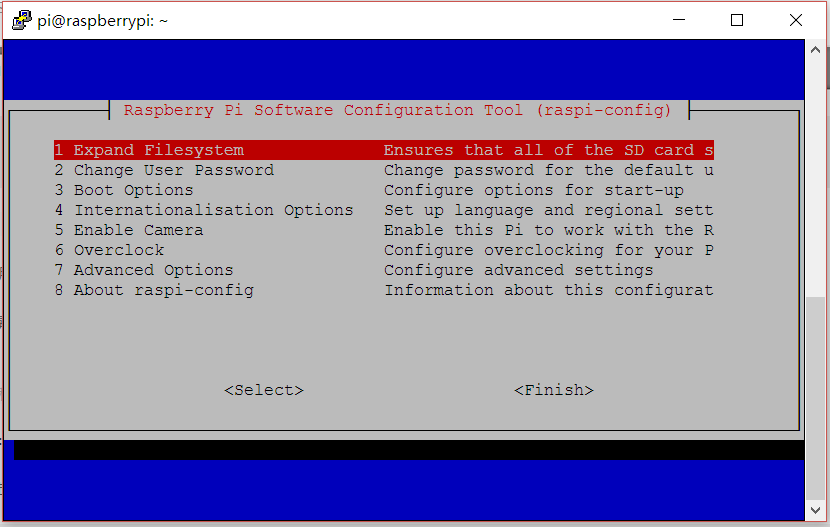 pi@raspberrypi: ~
Raspberry Pi Software Configuration Tool (raspi-config)
1 Expand Filesystem Ensures that all of the SD card s
2 Change User Password Change password for the default u
3 Boot Options Configure options for start-up
4 Internationalisation Options Set up language and regional sett
5 Enable Camera Enable this Pi to work with the R
6 Overclock Configure overclocking for your P
7 Advanced Options Configure advanced settings
8 About raspi-config Information about this configurat
<Select> <Finish>